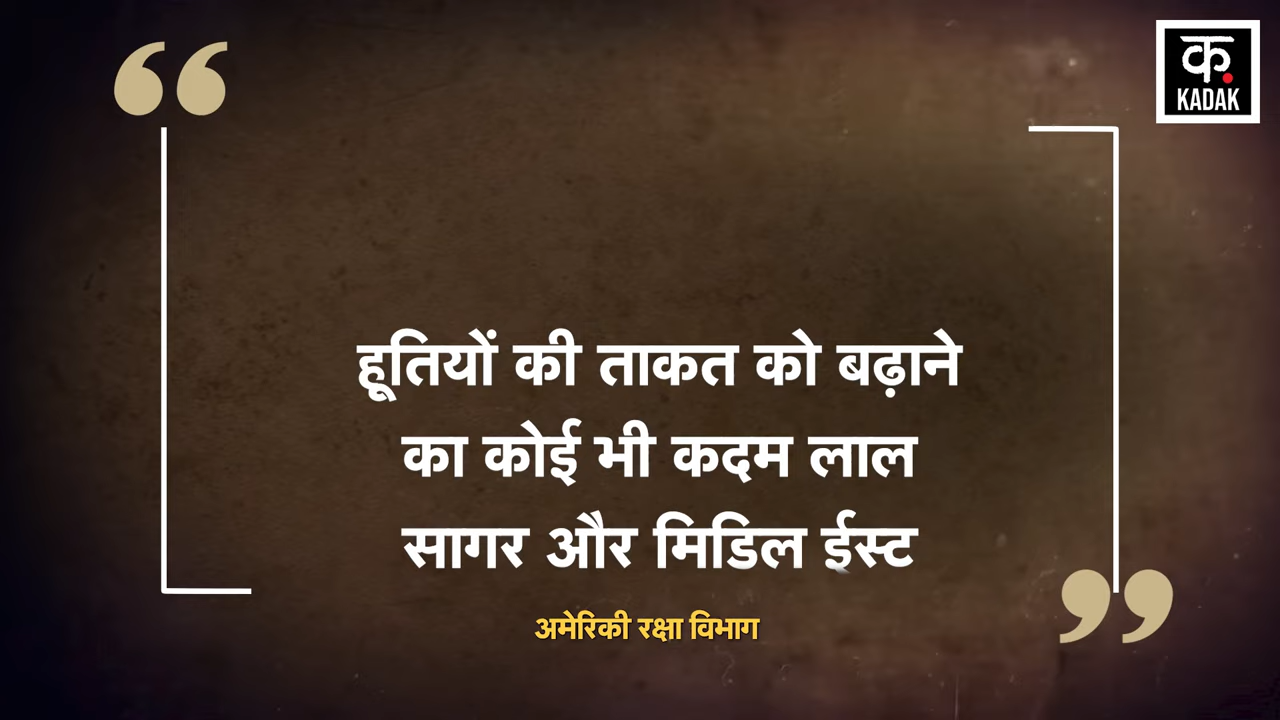 क.
KADAK
हूतियों की ताकत को बढ़ाने
का कोई भी कदम लाल
सागर और मिडिल ईस्ट
अमेरिकी रक्षा विभाग